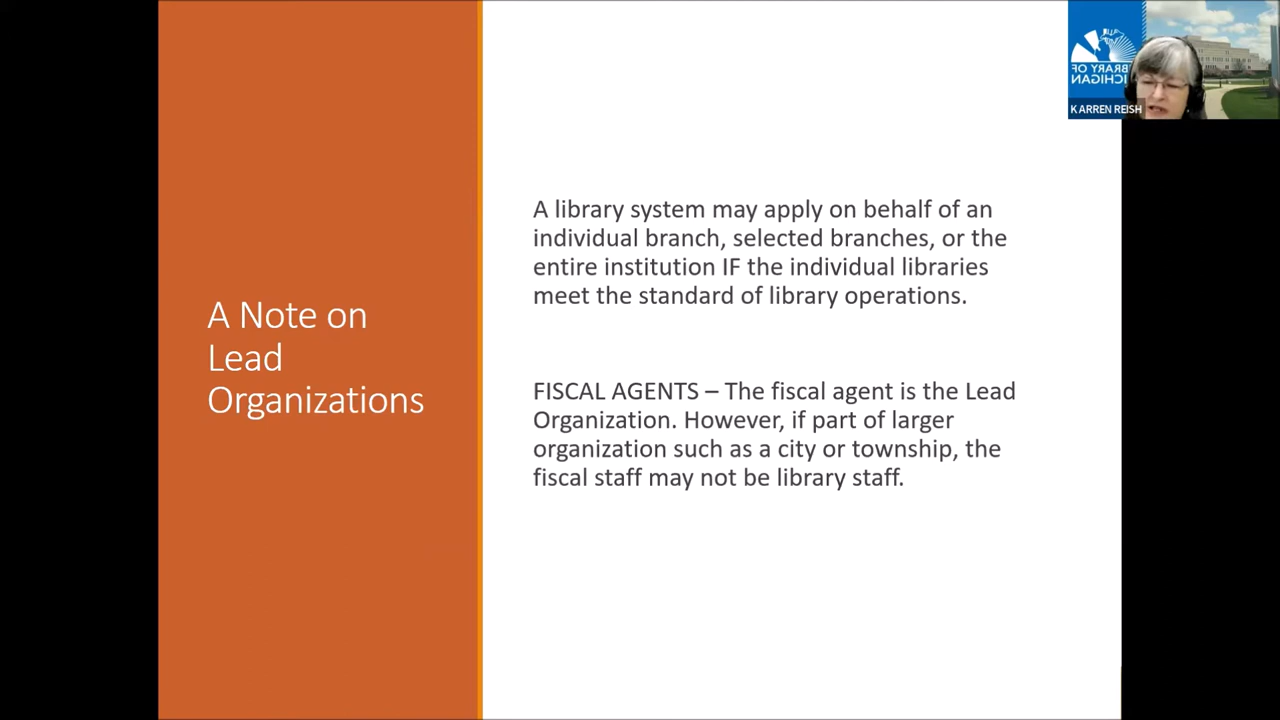 A Note on
Lead
Organizations
A library system may apply on behalf of an
individual branch, selected branches, or the
entire institution IF the individual libraries
meet the standard of library operations.
FISCAL AGENTS – The fiscal agent is the Lead
Organization. However, if part of larger
organization such as a city or township, the
fiscal staff may not be library staff.
LIBRARY OF
MICHIGAN
KARREN REISH